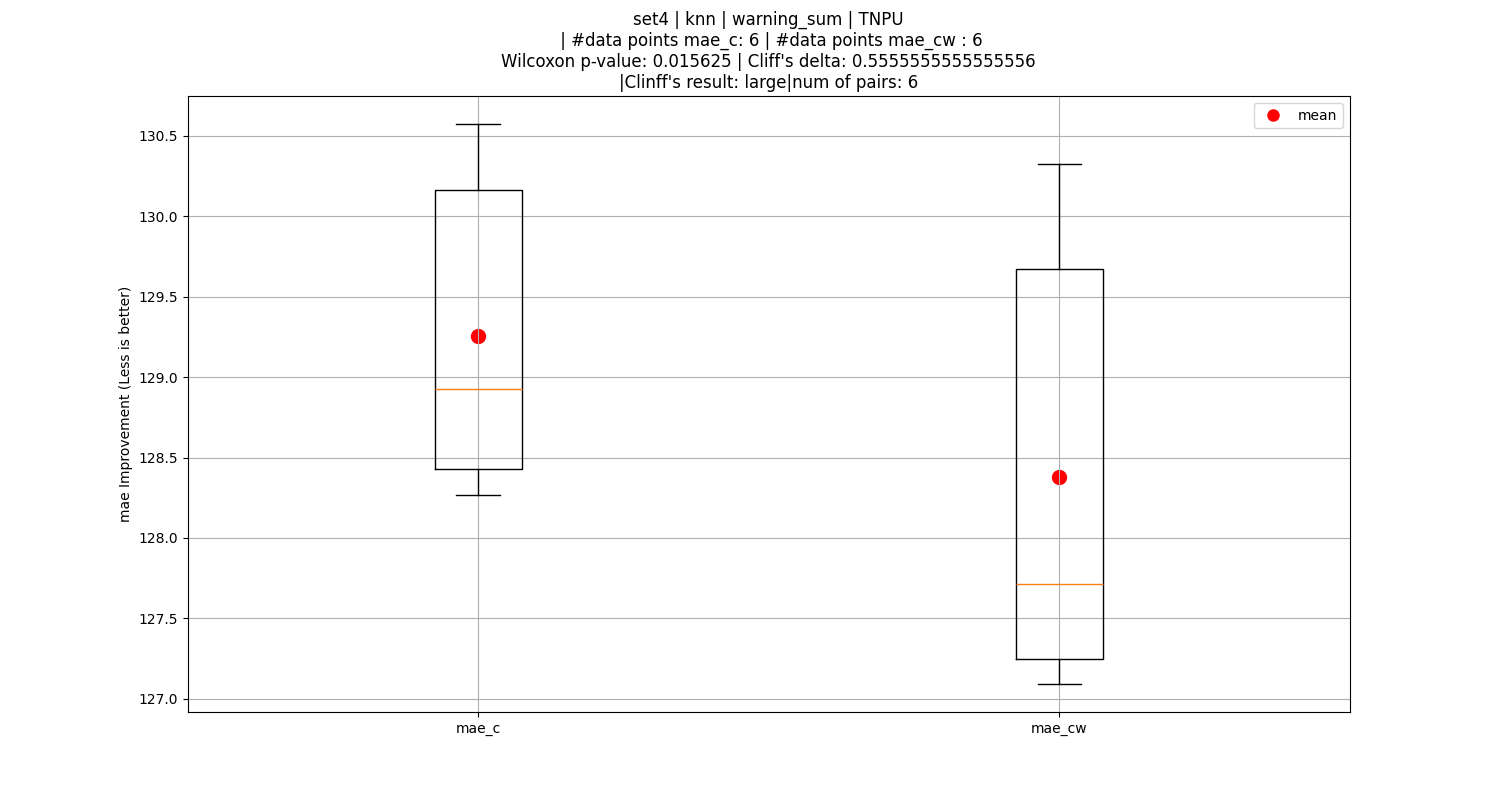 set4 | knn | warning_sum | TNPU
| #data points mae_c: 6 | #data points mae_cw : 6
Wilcoxon p-value: 0.015625 | Cliff's delta: 0.5555555555555556
|Clinff's result: large|num of pairs: 6
mean
130.5
130.0
129.5
129.0
128.5
128.0
127.5
127.0
mae Improvement (Less is better)
mae_c
mae_cw